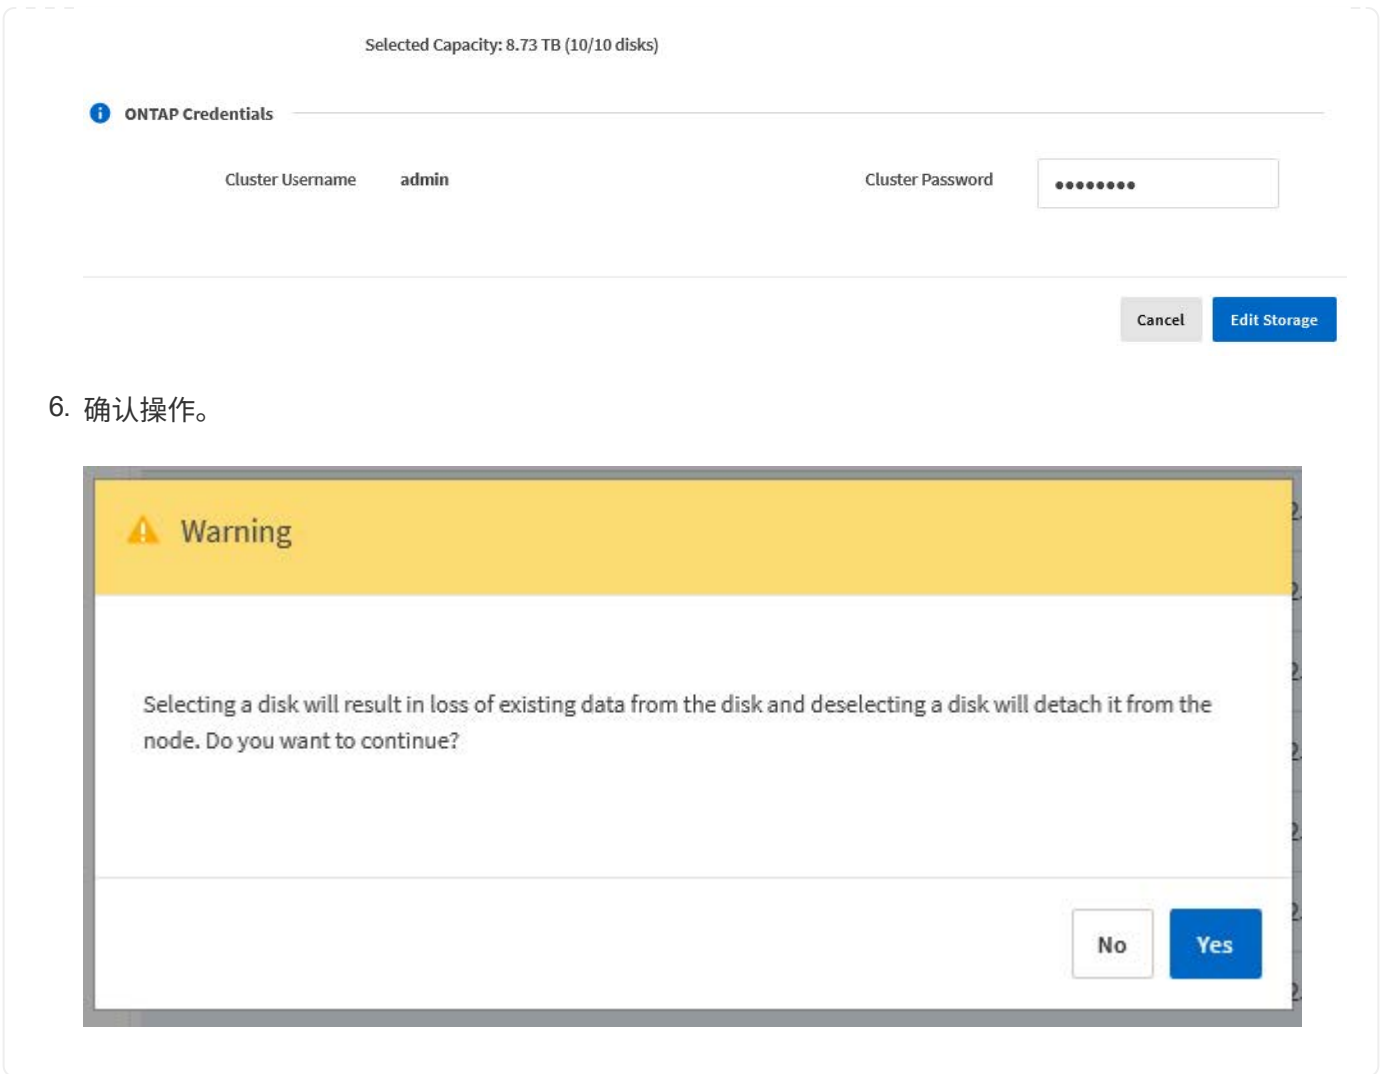 Selected Capacity: 8.73 TB (10/10 disks)
ONTAP Credentials
Cluster Username admin Cluster Password ●●●●●●●●
Cancel Edit Storage
6. 确认操作。
Warning
Selecting a disk will result in loss of existing data from the disk and deselecting a disk will detach it from the
node. Do you want to continue?
No Yes